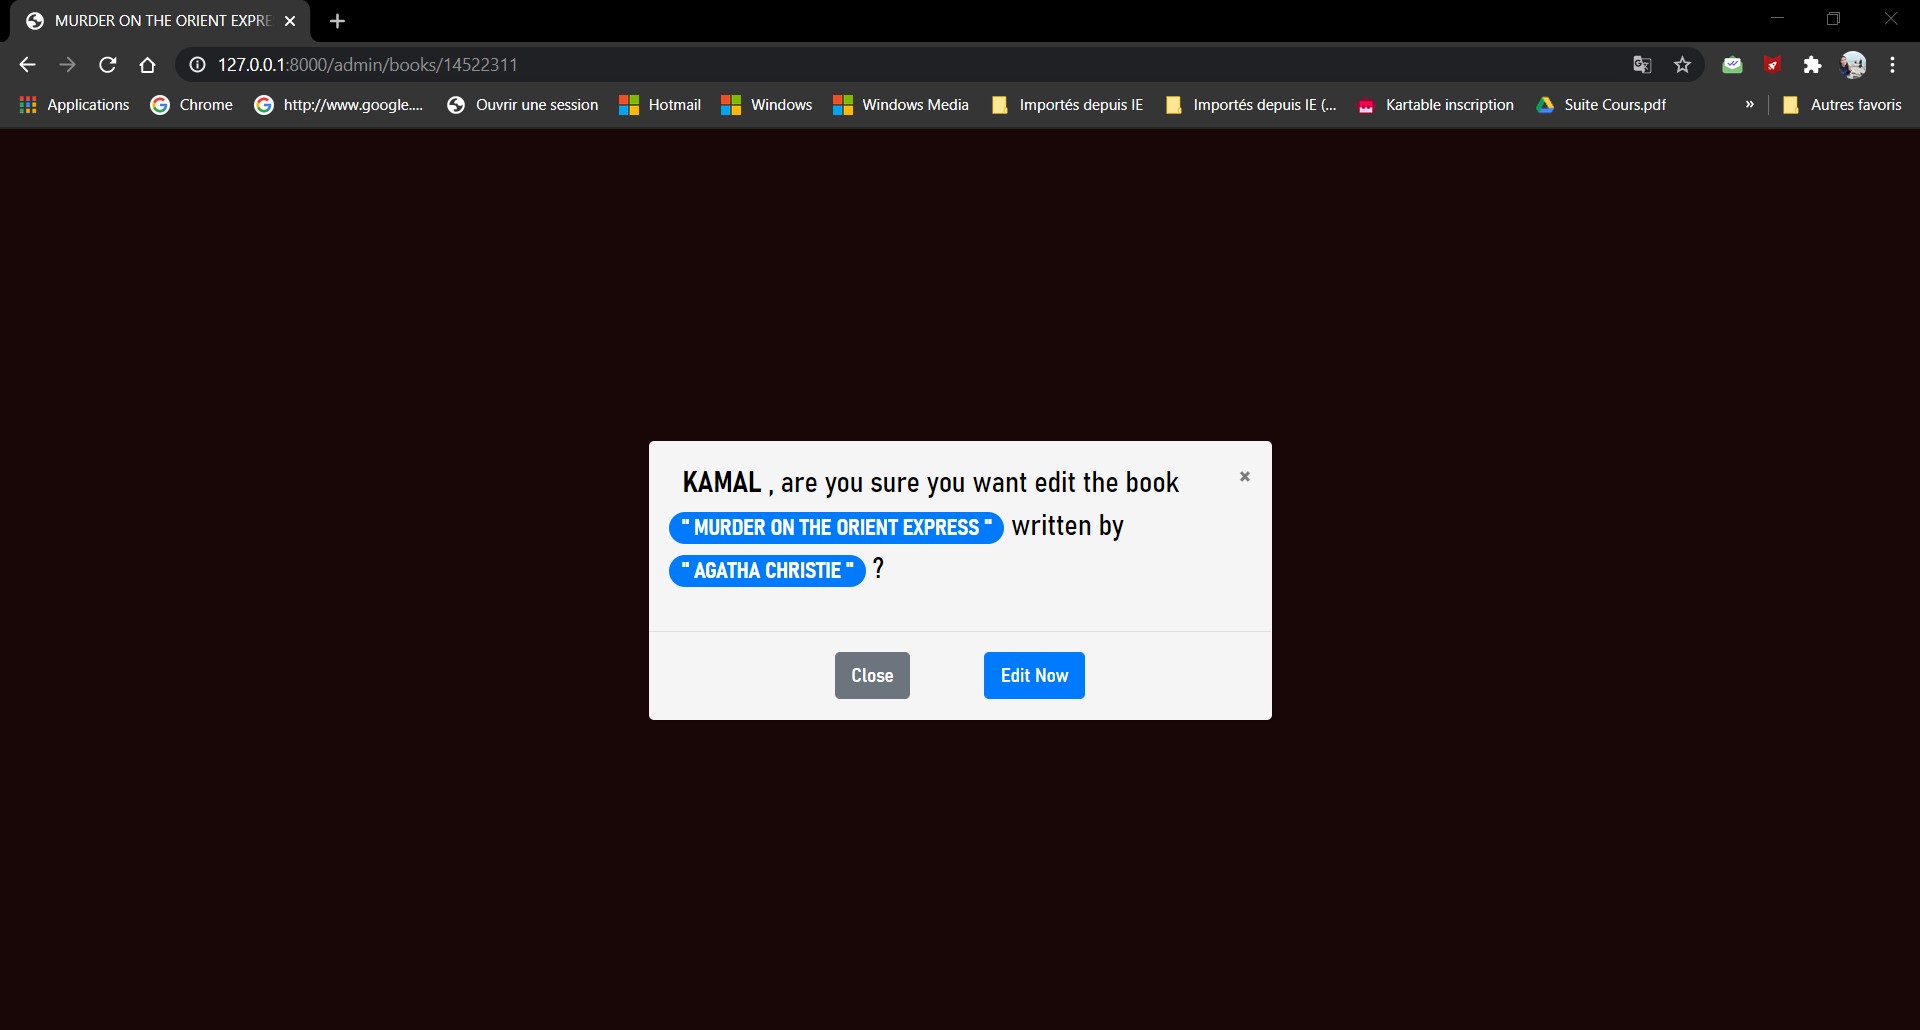 MURDER ON THE ORIENT EXPRE
127.0.0.1:8000/admin/books/14522311
Applications Chrome http://www.google.... Ouvrir une session Hotmail Windows Windows Media Importés depuis IE Importés depuis IE (... Kartable inscription Suite Cours.pdf » Autres favoris
KAMAL , are you sure you want edit the book ×
" MURDER ON THE ORIENT EXPRESS " written by
" AGATHA CHRISTIE " ?
Close Edit Now